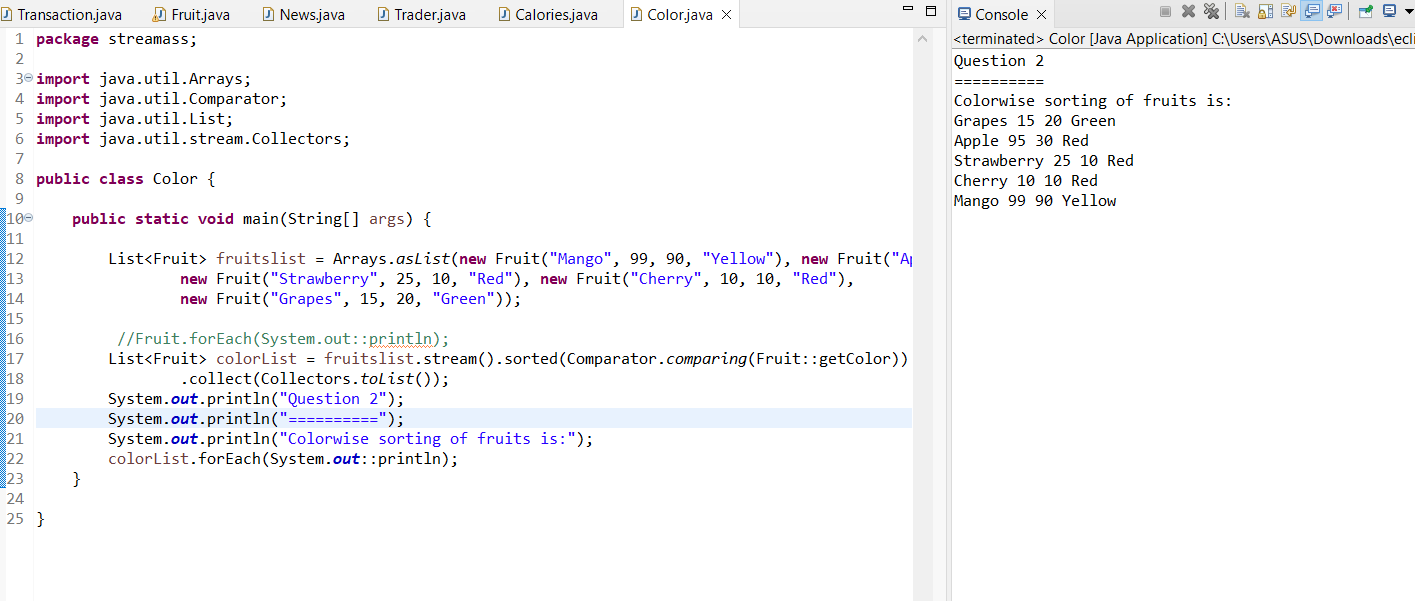 Transaction.java Fruit.java News.java Trader.java Calories.java Color.java
1 package streamass;
2
3 import java.util.Arrays;
4 import java.util.Comparator;
5 import java.util.List;
6 import java.util.stream.Collectors;
7
8 public class Color {
9
10 public static void main(String[] args) {
11
12 List<Fruit> fruitslist = Arrays.asList(new Fruit("Mango", 99, 90, "Yellow"), new Fruit("Ap
13 new Fruit("Strawberry", 25, 10, "Red"), new Fruit("Cherry", 10, 10, "Red"),
14 new Fruit("Grapes", 15, 20, "Green"));
15
16 //Fruit.forEach(System.out::println);
17 List<Fruit> colorList = fruitslist.stream().sorted(Comparator.comparing(Fruit::getColor))
18 .collect(Collectors.toList());
19 System.out.println("Question 2");
20 System.out.println("==========");
21 System.out.println("Colorwise sorting of fruits is:");
22 colorList.forEach(System.out::println);
23 }
24
25 }
Console
<terminated> Color [Java Application] C:\Users\ASUS\Downloads\ecli
Question 2
==========
Colorwise sorting of fruits is:
Grapes 15 20 Green
Apple 95 30 Red
Strawberry 25 10 Red
Cherry 10 10 Red
Mango 99 90 Yellow